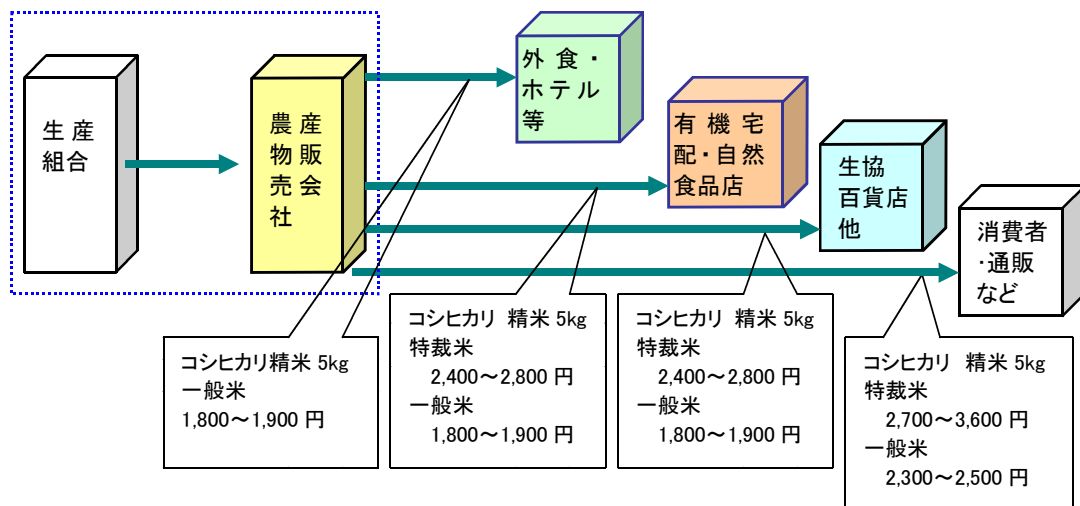 生産
組合
農産
物販
売会
社
外食・
ホテル
等
有機宅
配・自然
食品店
生協
百貨店
他
消費者
・通販
など
コシヒカリ精米 5kg
一般米
1,800～1,900 円
コシヒカリ 精米 5kg
特裁米
2,400～2,800 円
一般米
1,800～1,900 円
コシヒカリ 精米 5kg
特裁米
2,400～2,800 円
一般米
1,800～1,900 円
コシヒカリ 精米 5kg
特裁米
2,700～3,600 円
一般米
2,300～2,500 円